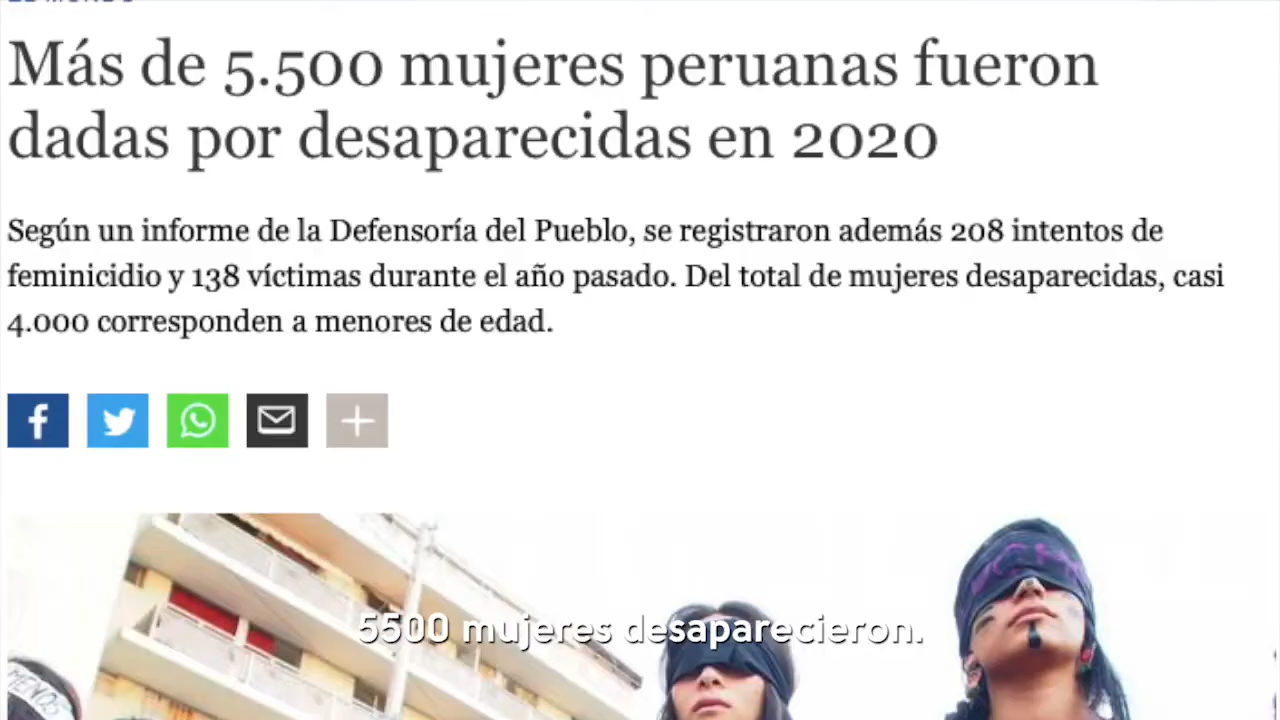 Más de 5.500 mujeres peruanas fueron
dadas por desaparecidas en 2020
Según un informe de la Defensoría del Pueblo, se registraron además 208 intentos de
feminicidio y 138 víctimas durante el año pasado. Del total de mujeres desaparecidas, casi
4.000 corresponden a menores de edad.
5500 mujeres desaparecieron.
MENOS